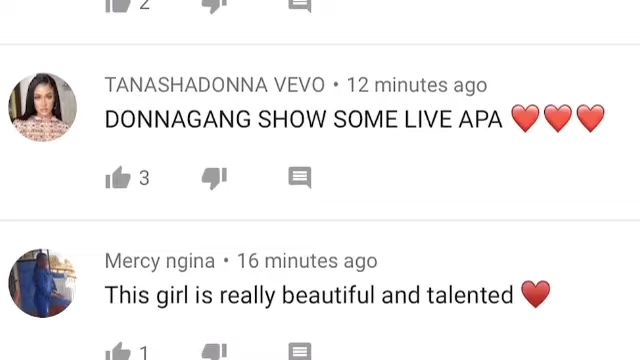 2
TANASHADONNA VEVO • 12 minutes ago
DONNAGANG SHOW SOME LIVE APA ❤️❤️❤️
3
Mercy ngina • 16 minutes ago
This girl is really beautiful and talented ❤️
1